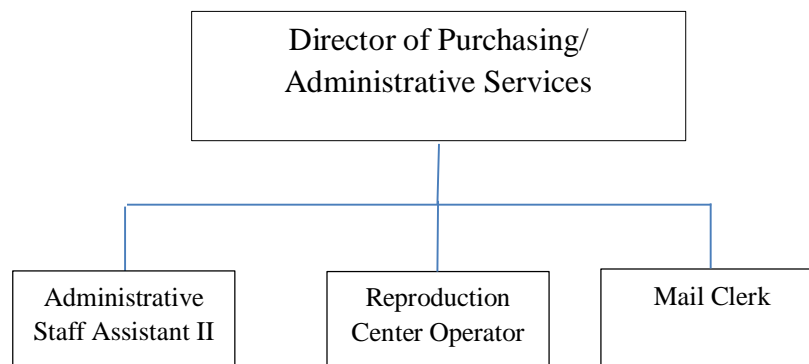 Director of Purchasing/
Administrative Services
Administrative
Staff Assistant II
Reproduction
Center Operator
Mail Clerk